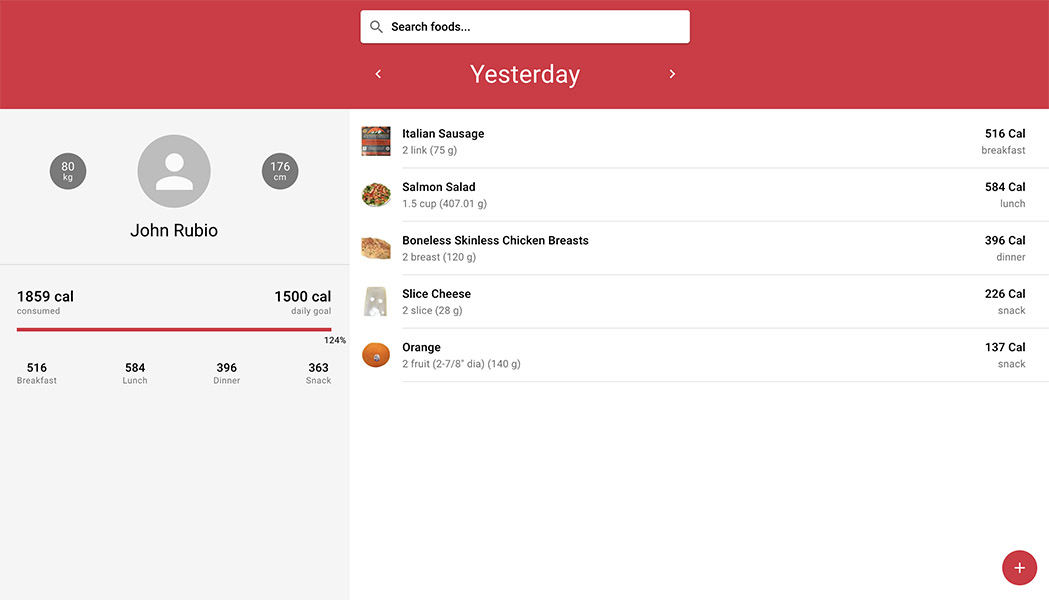 Search foods...
Yesterday
80
kg
176
cm
John Rubio
1859 cal
consumed
1500 cal
daily goal
124%
516
Breakfast
584
Lunch
396
Dinner
363
Snack
Italian Sausage
2 link (75 g)
516 Cal
breakfast
Salmon Salad
1.5 cup (407.01 g)
584 Cal
lunch
Boneless Skinless Chicken Breasts
2 breast (120 g)
396 Cal
dinner
Slice Cheese
2 slice (28 g)
226 Cal
snack
Orange
2 fruit (2-7/8" dia) (140 g)
137 Cal
snack